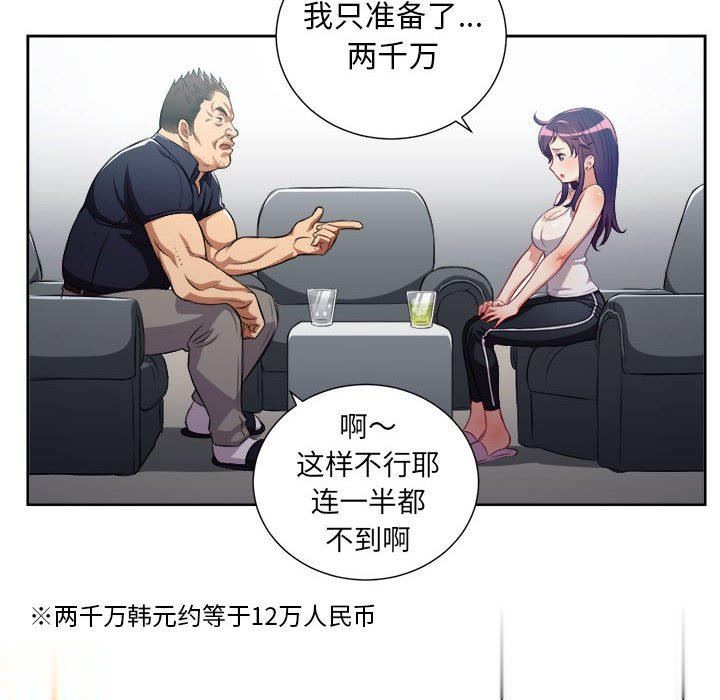 我只准备了...
两千万
啊～
这样不行耶
连一半都
不到啊
※两千万韩元约等于12万人民币